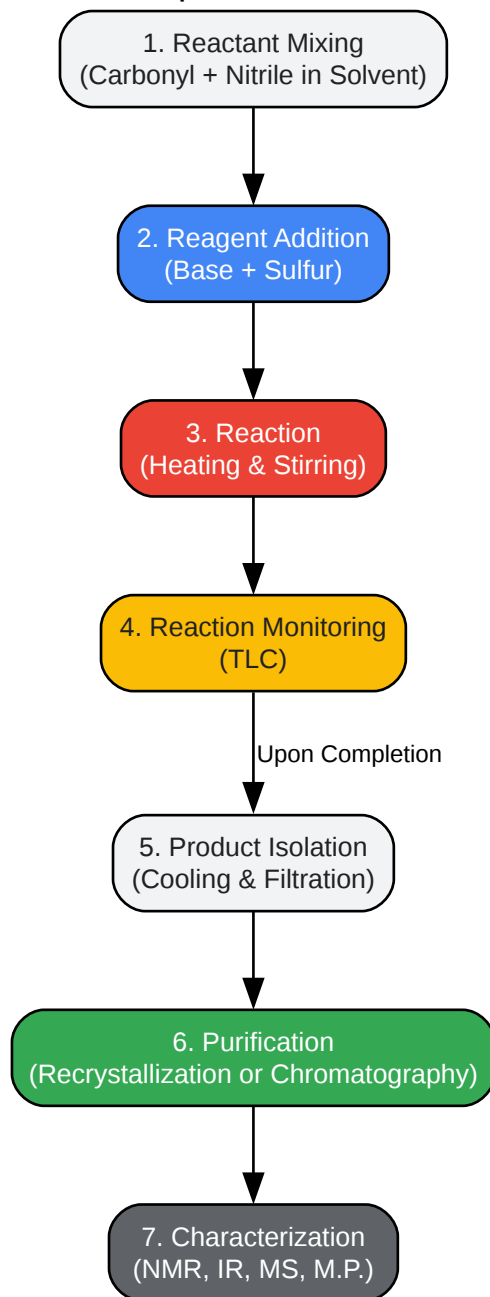 1. Reactant Mixing
(Carbonyl + Nitrile in Solvent)
2. Reagent Addition
(Base + Sulfur)
3. Reaction
(Heating & Stirring)
4. Reaction Monitoring
(TLC)
Upon Completion
5. Product Isolation
(Cooling & Filtration)
6. Purification
(Recrystallization or Chromatography)
7. Characterization
(NMR, IR, MS, M.P.)